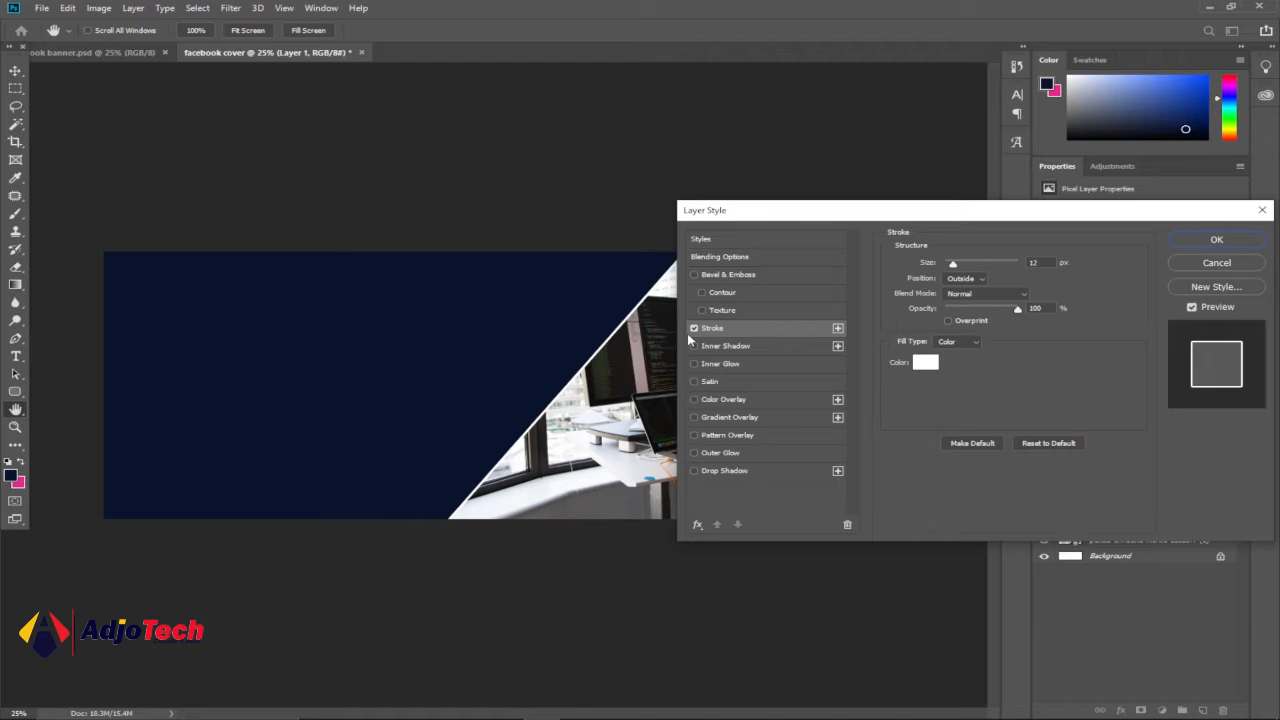 Ps File Edit Image Layer Type Select Filter 3D View Window Help
Scroll All Windows 100% Fit Screen Fill Screen
ook banner.psd @ 25% (RGB/8) × facebook cover @ 25% (Layer 1, RGB/8#) * ×
Color Swatches
Properties Adjustments
Pixel Layer Properties
Layer Style
Styles
Blending Options
Bevel & Emboss
Contour
Texture
Stroke
Inner Shadow
Inner Glow
Satin
Color Overlay
Gradient Overlay
Pattern Overlay
Outer Glow
Drop Shadow
fx
Stroke
Structure
Size: 12 px
Position: Outside
Blend Mode: Normal
Opacity: 100 %
Overprint
Fill Type: Color
Color:
Make Default Reset to Default
OK
Cancel
New Style...
Preview
Background
AdjoTech
25% Doc: 18.3M/15.4M